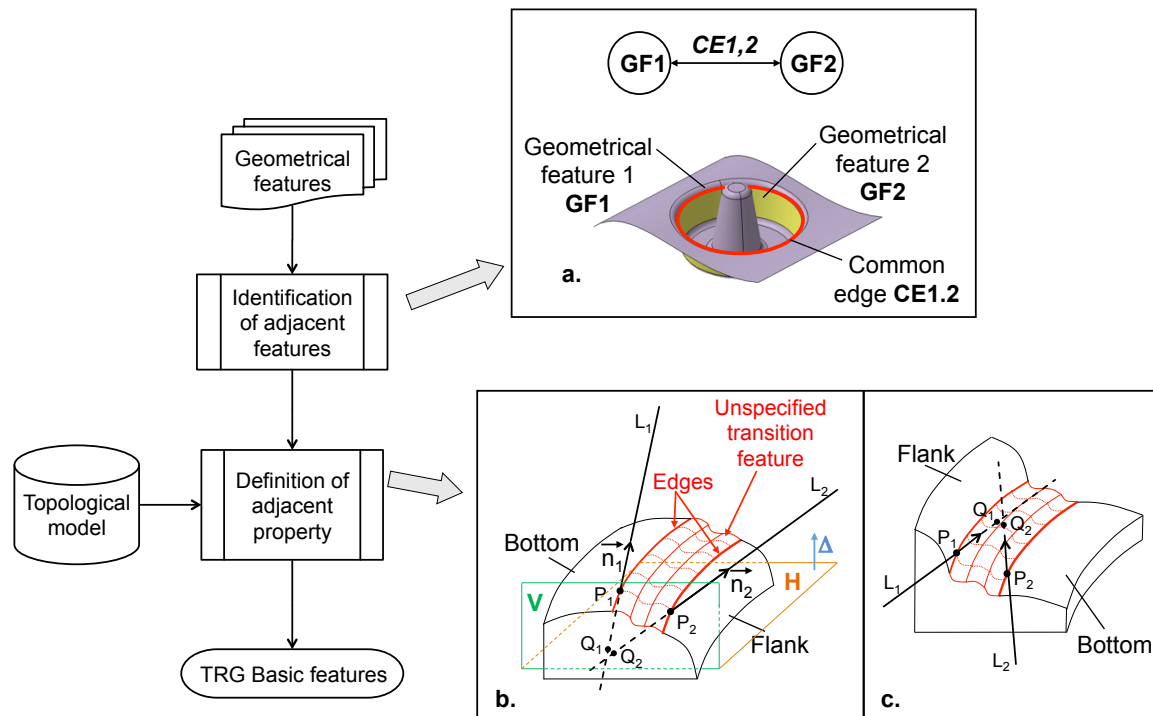 Geometrical
features
Identification
of adjacent
features
Topological
model
Definition of
adjacent
property
TRG Basic features
CE1,2
GF1
GF2
Geometrical
feature 1
GF1
Geometrical
feature 2
GF2
Common
edge CE1.2
a.
L1
Unspecified
transition
feature
Edges
L2
Bottom
n1
Δ
V
P1
n2
H
P2
Q1
Q2
Flank
b.
Flank
Q1
Q2
P1
P2
L1
L2
Bottom
c.